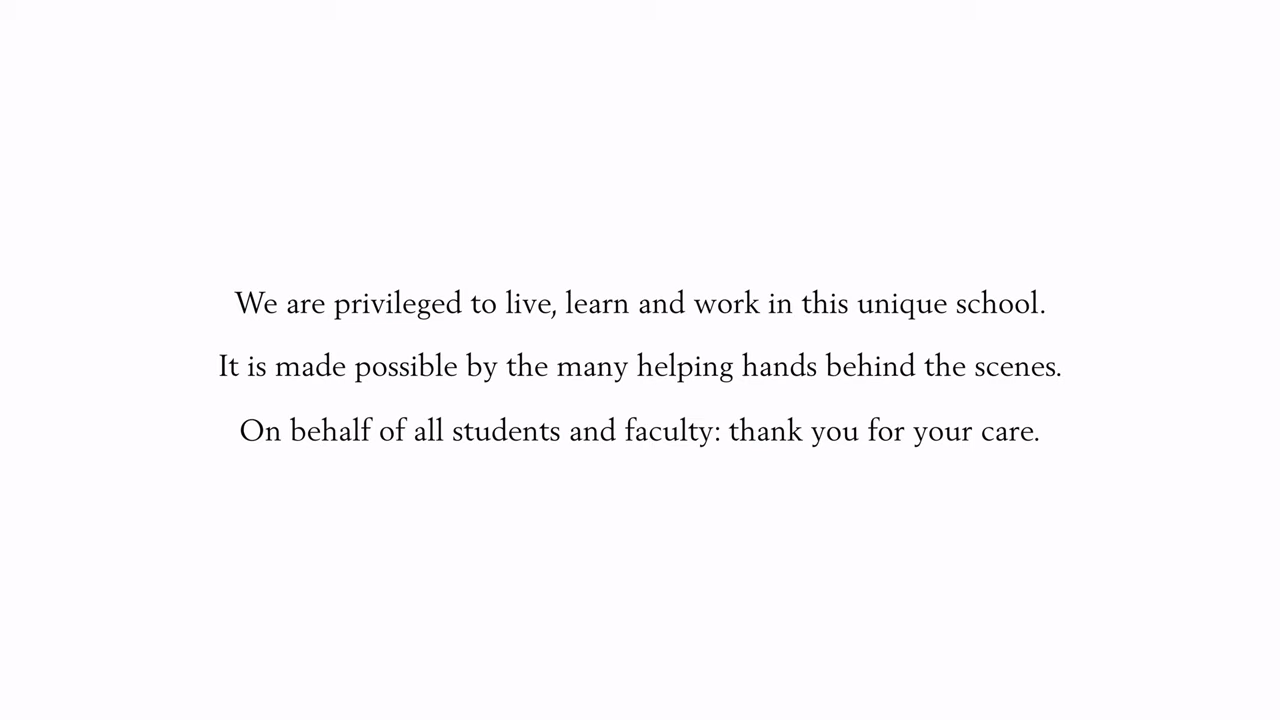 We are privileged to live, learn and work in this unique school.
It is made possible by the many helping hands behind the scenes.
On behalf of all students and faculty: thank you for your care.